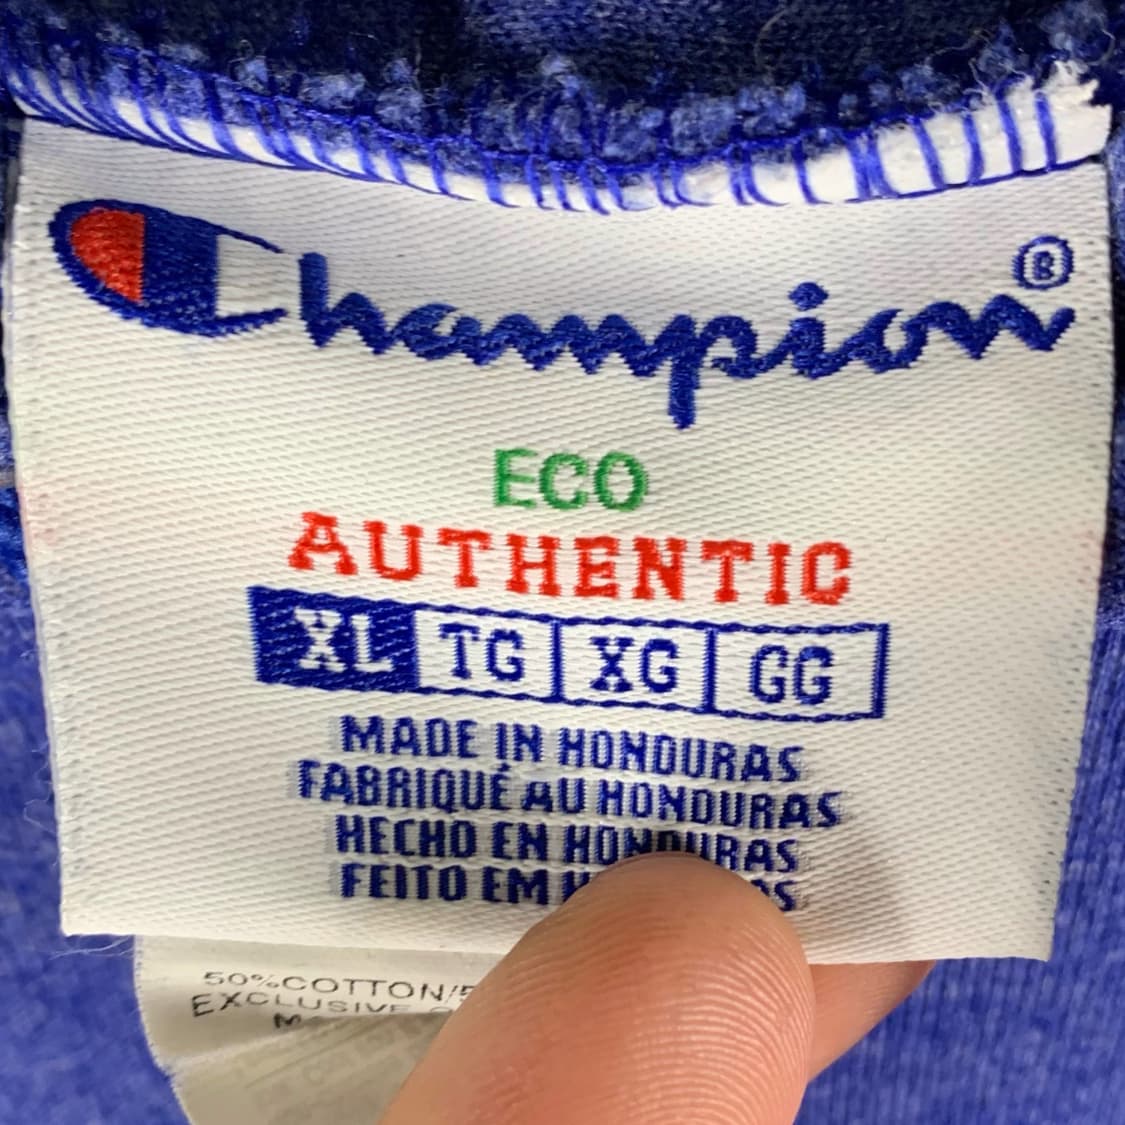 Champion®
ECO
AUTHENTIC
XL TG XG GG
MADE IN HONDURAS
FABRIQUÉ AU HONDURAS
HECHO EN HONDURAS
FEITO EM
50%COTTON/
EXCLUSIVE